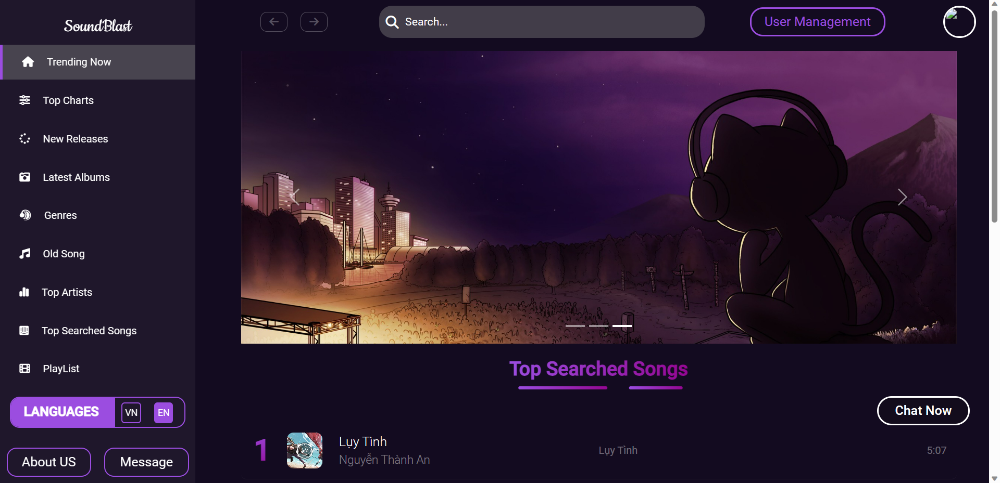 SoundBlast
Trending Now
Top Charts
New Releases
Latest Albums
Genres
Old Song
Top Artists
Top Searched Songs
PlayList
LANGUAGES VN EN
About US Message
Search...
User Management
Top Searched Songs
Chat Now
1
Lụy Tình
Nguyễn Thành An
Lụy Tình
5:07